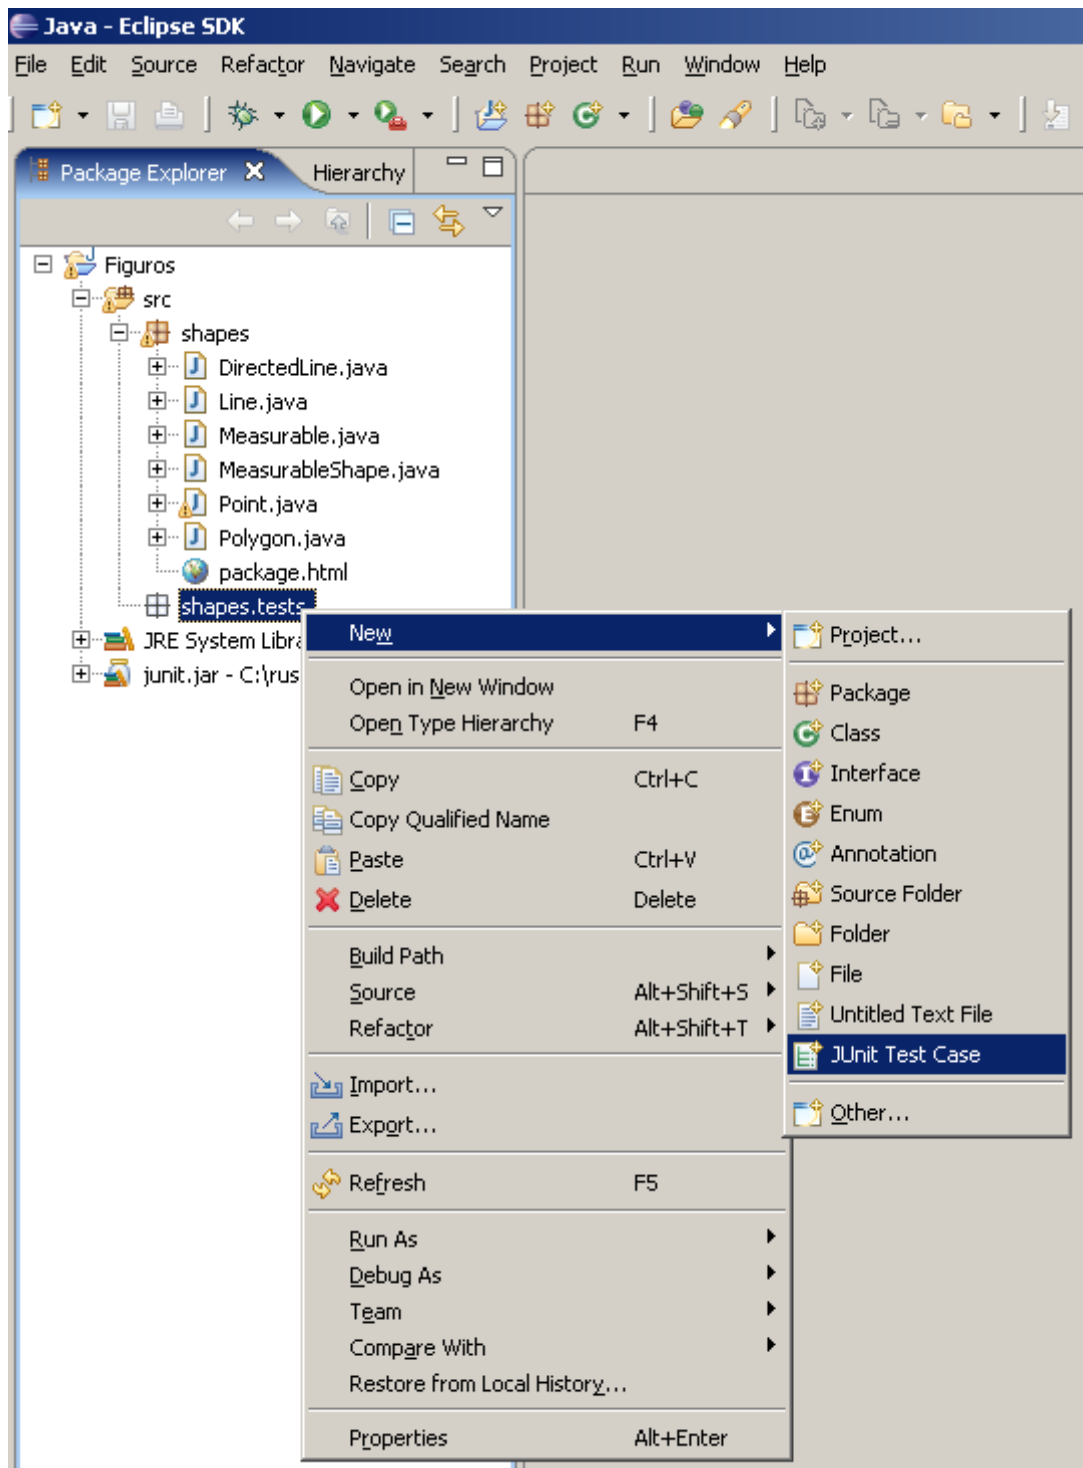 Java - Eclipse SDK
File Edit Source Refactor Navigate Search Project Run Window Help
Package Explorer Hierarchy
Figuros
src
shapes
DirectedLine.java
Line.java
Measurable.java
MeasurableShape.java
Point.java
Polygon.java
package.html
shapes.tests
JRE System Libr
junit.jar - C:\rus
New
Open in New Window
Open Type Hierarchy F4
Copy Ctrl+C
Copy Qualified Name
Paste Ctrl+V
Delete Delete
Build Path
Source Alt+Shift+S
Refactor Alt+Shift+T
Import...
Export...
Refresh F5
Run As
Debug As
Team
Compare With
Restore from Local History...
Properties Alt+Enter
Project...
Package
Class
Interface
Enum
Annotation
Source Folder
Folder
File
Untitled Text File
JUnit Test Case
Other...